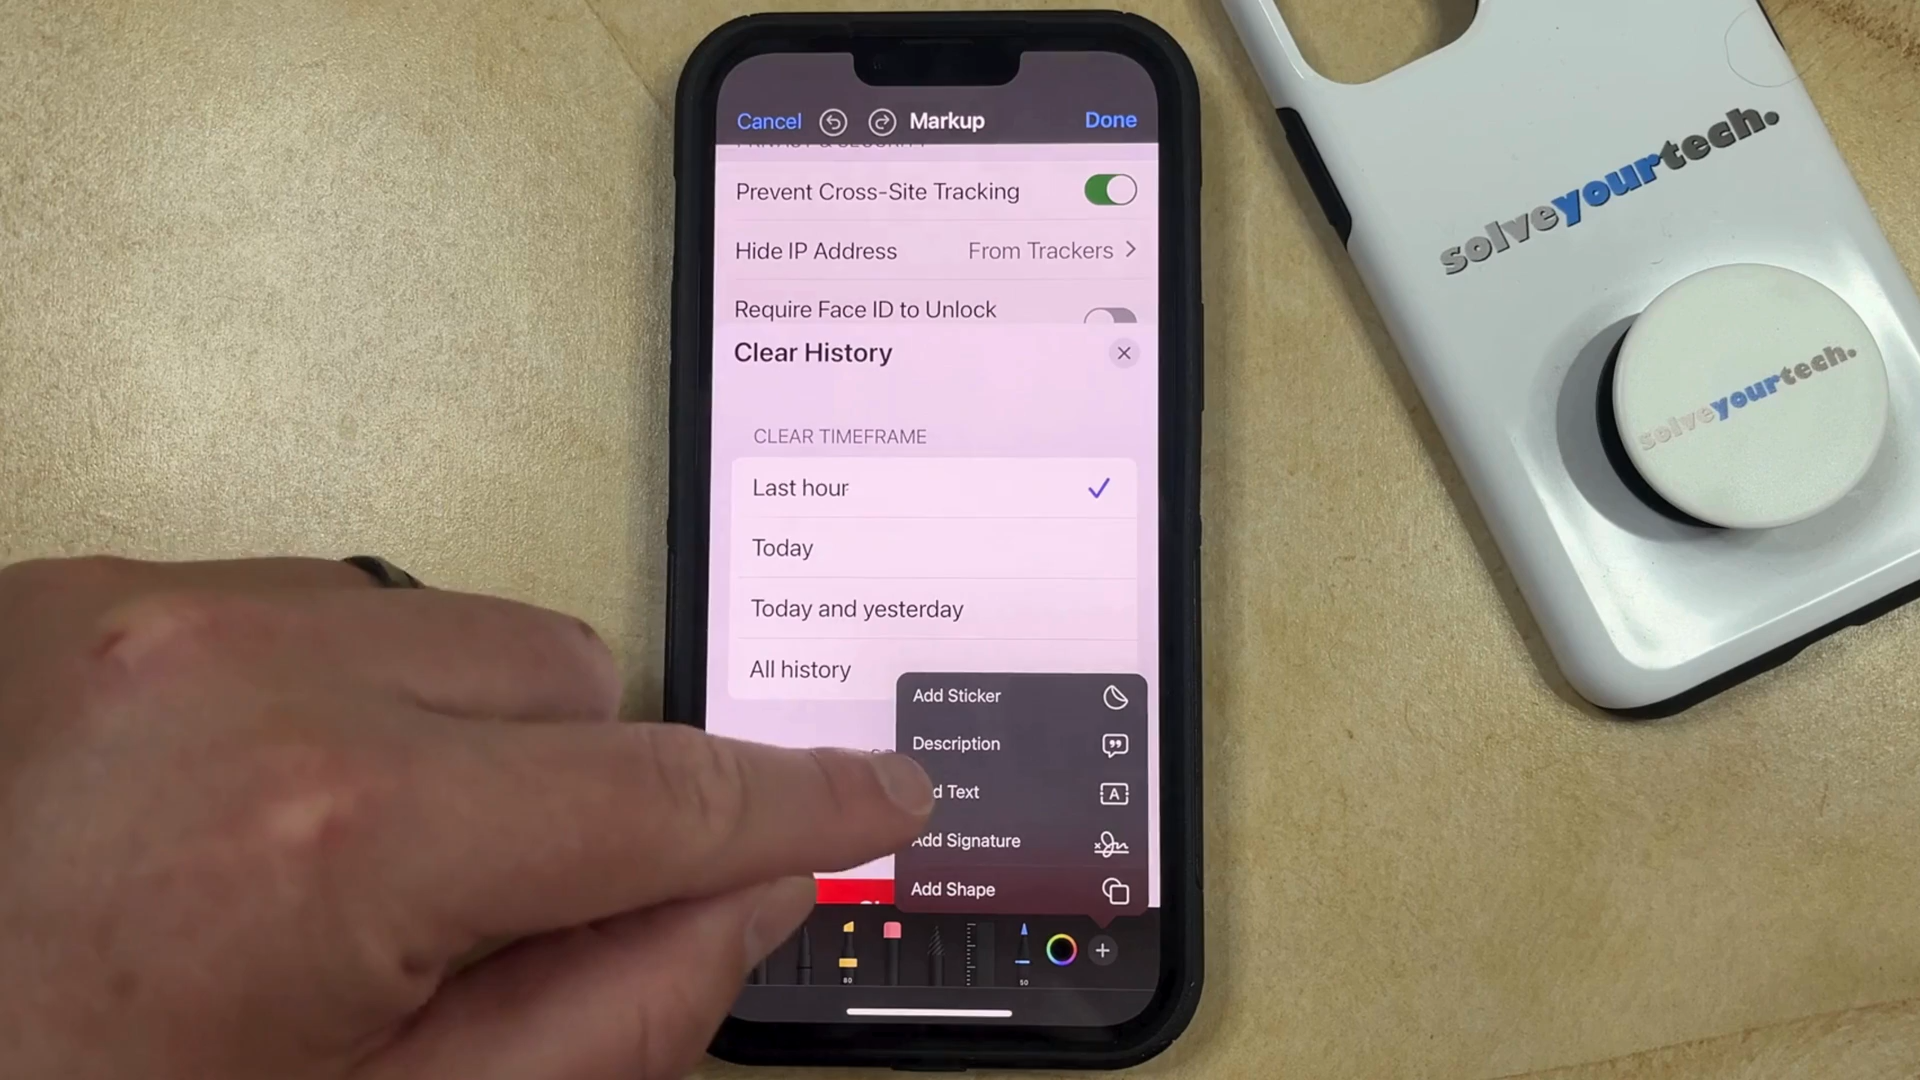 Cancel Markup Done
Prevent Cross-Site Tracking
Hide IP Address From Trackers
Require Face ID to Unlock
Clear History
CLEAR TIMEFRAME
Last hour
Today
Today and yesterday
All history
Add Sticker
Description
Text
Add Signature
Add Shape
80
50
solveyourtech.
solveyourtech.